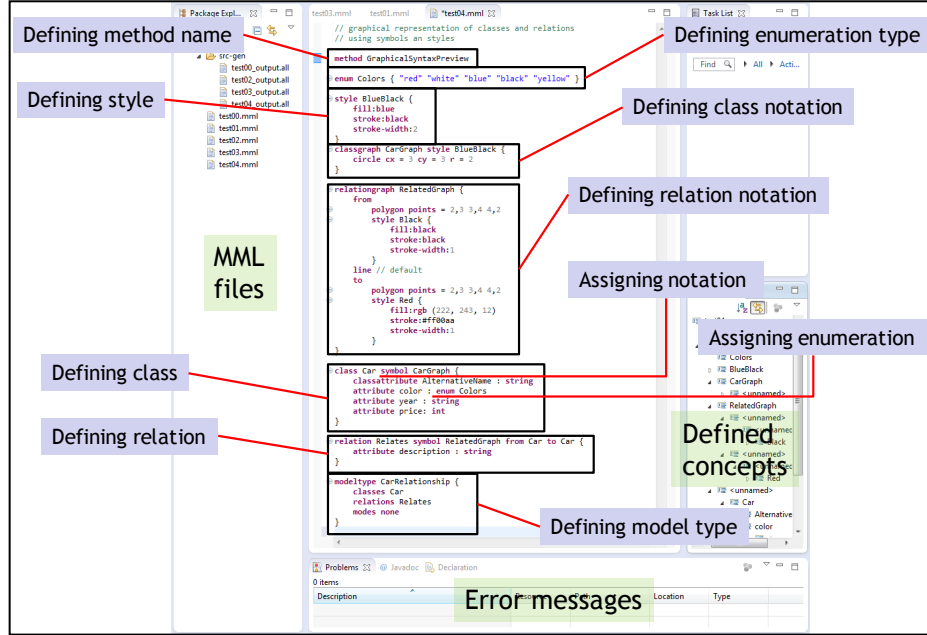 Package Expl...
test03.mml
test01.mml
*test04.mml
Task List
Defining method name
Defining enumeration type
// graphical representation of classes and relations
// using symbols an styles
src-gen
test00_output.all
test02_output.all
test03_output.all
test04_output.all
test00.mml
test01.mml
test02.mml
test03.mml
test04.mml
method GraphicalSyntaxPreview
Find
All
Acti...
enum Colors { "red" "white" "blue" "black" "yellow" }
Defining style
style BlueBlack {
fill:blue
stroke:black
stroke-width:2
}
Defining class notation
classgraph CarGraph style BlueBlack {
circle cx = 3 cy = 3 r = 2
}
Defining relation notation
relationgraph RelatedGraph {
from
polygon points = 2,3 3,4 4,2
style Black {
fill:black
stroke:black
stroke-width:1
}
line // default
to
polygon points = 2,3 3,4 4,2
style Red {
fill:rgb (222, 243, 12)
stroke:#ff00aa
stroke-width:1
}
}
MML
files
Assigning notation
Assigning enumeration
Colors
BlueBlack
CarGraph
<unnamed>
RelatedGraph
<unnamed>
<unnamed
Black
<unnamed>
<unnamed
Red
<unnamed>
Car
Alternative
color
Defined
concepts
Defining class
class Car symbol CarGraph {
classattribute AlternativeName : string
attribute color : enum Colors
attribute year : string
attribute price: int
}
Defining relation
relation Relates symbol RelatedGraph from Car to Car {
attribute description : string
}
modeltype CarRelationship {
classes Car
relations Relates
modes none
}
Defining model type
Problems
@ Javadoc
Declaration
0 items
Description
Resource
Path
Location
Type
Error messages